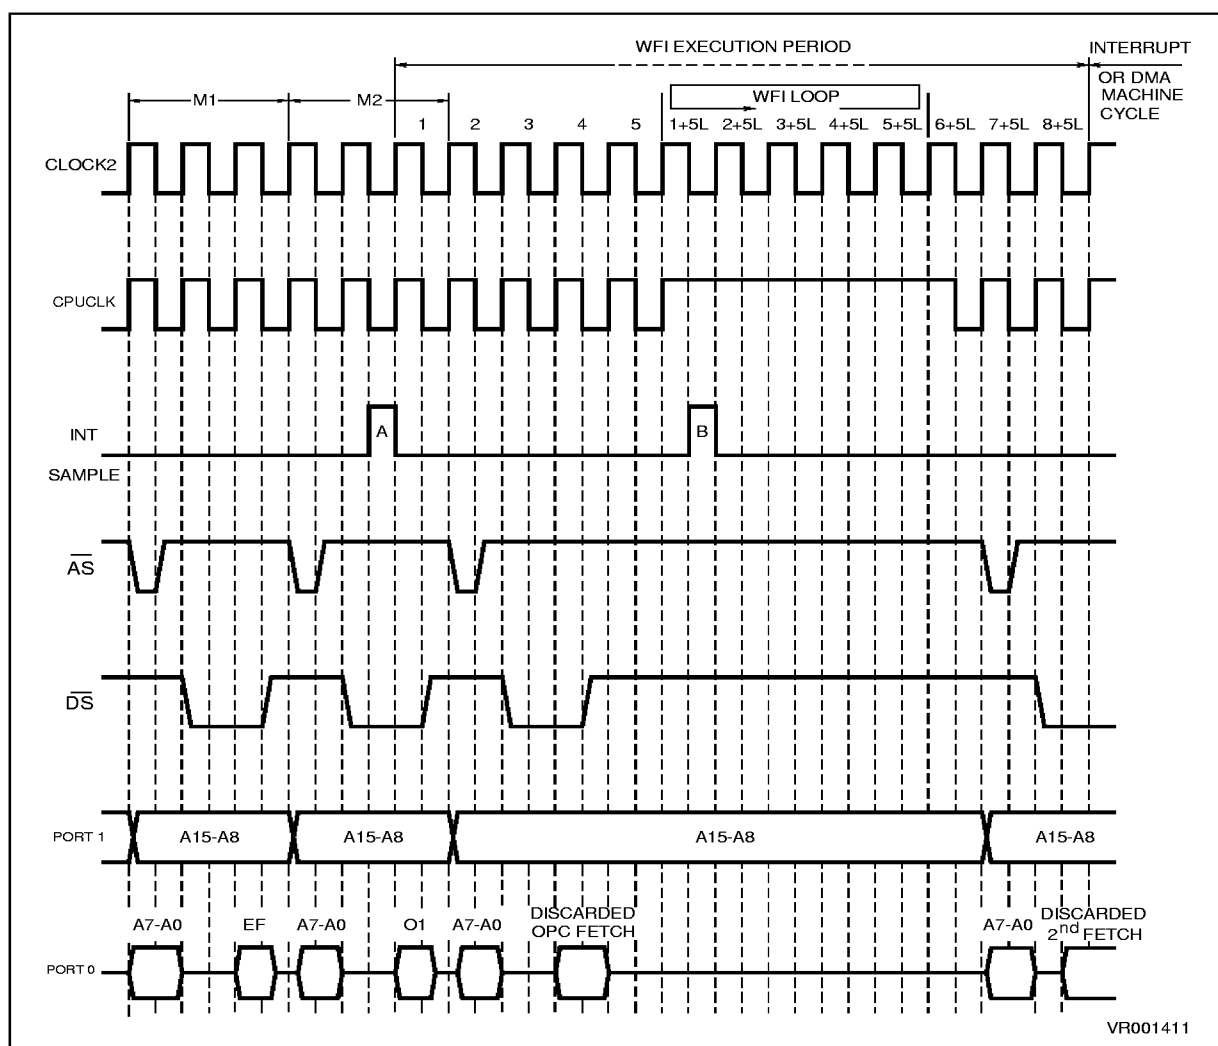 WFI EXECUTION PERIOD
INTERRUPT
OR DMA
MACHINE
CYCLE
M1
M2
WFI LOOP
1 2 3 4 5 1+5L 2+5L 3+5L 4+5L 5+5L 6+5L 7+5L 8+5L
CLOCK2
CPUCLK
INT
A
B
SAMPLE
AS
DS
PORT 1
A15-A8
A15-A8
A15-A8
A15-A8
A7-A0
EF
A7-A0
O1
A7-A0
DISCARDED
OPC FETCH
A7-A0
DISCARDED
2nd FETCH
PORT 0
VR001411